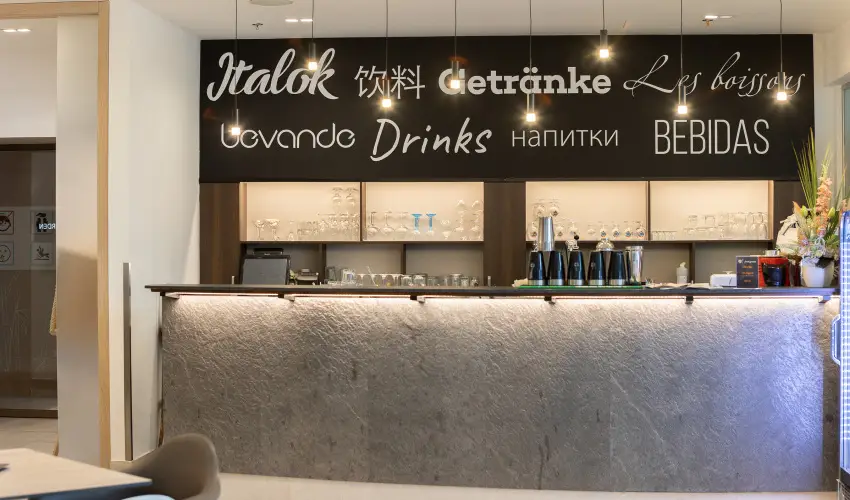 Italok 饮料 Getränke Les boissons
bevande Drinks напитки BEBIDAS